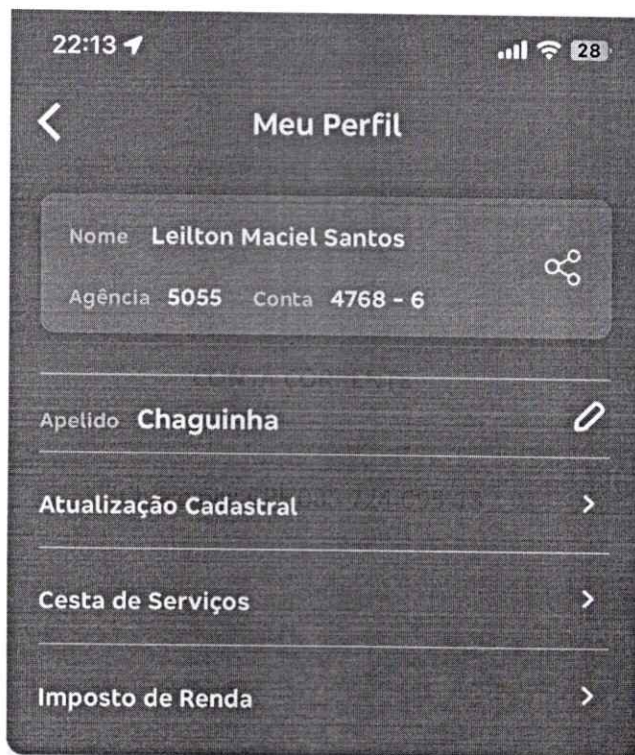 22:13
28
Meu Perfil
Nome Leilton Maciel Santos
Agência 5055 Conta 4768 - 6
Apelido Chaguinha
Atualização Cadastral
Cesta de Serviços
Imposto de Renda